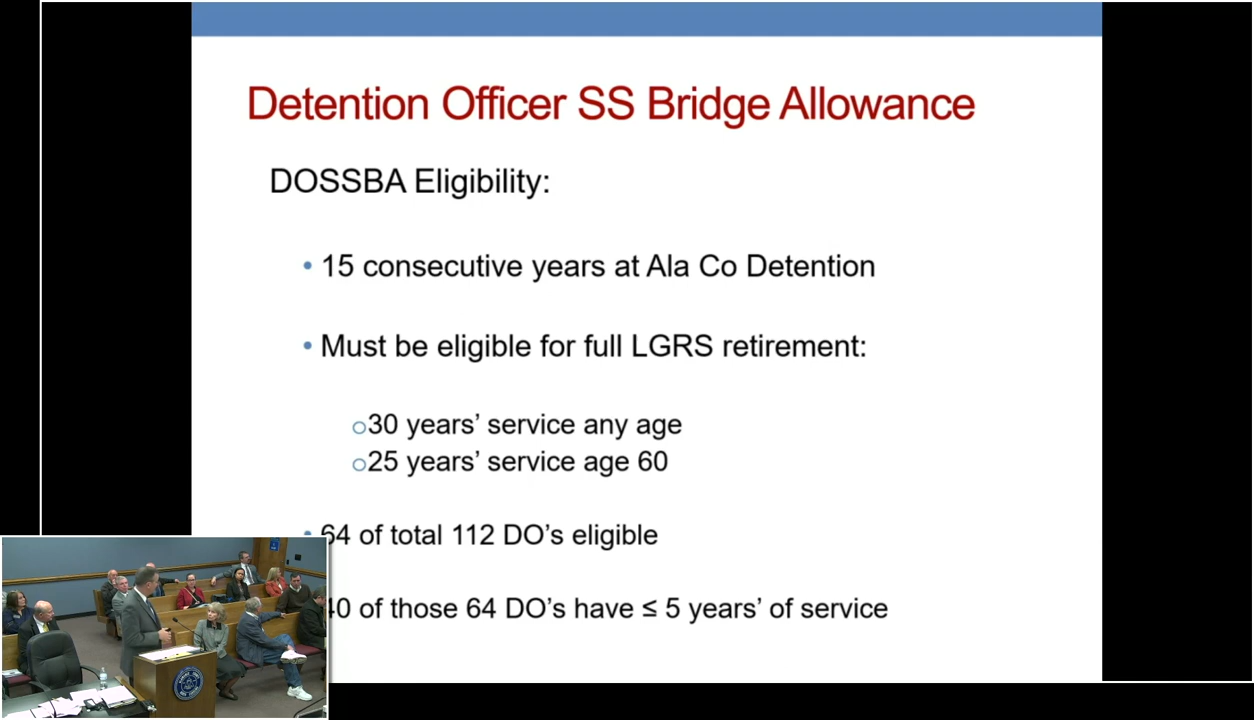 Detention Officer SS Bridge Allowance
DOSSBA Eligibility:
• 15 consecutive years at Ala Co Detention
• Must be eligible for full LGRS retirement:
o30 years’ service any age
o25 years’ service age 60
• 64 of total 112 DO’s eligible
40 of those 64 DO’s have ≤ 5 years’ of service